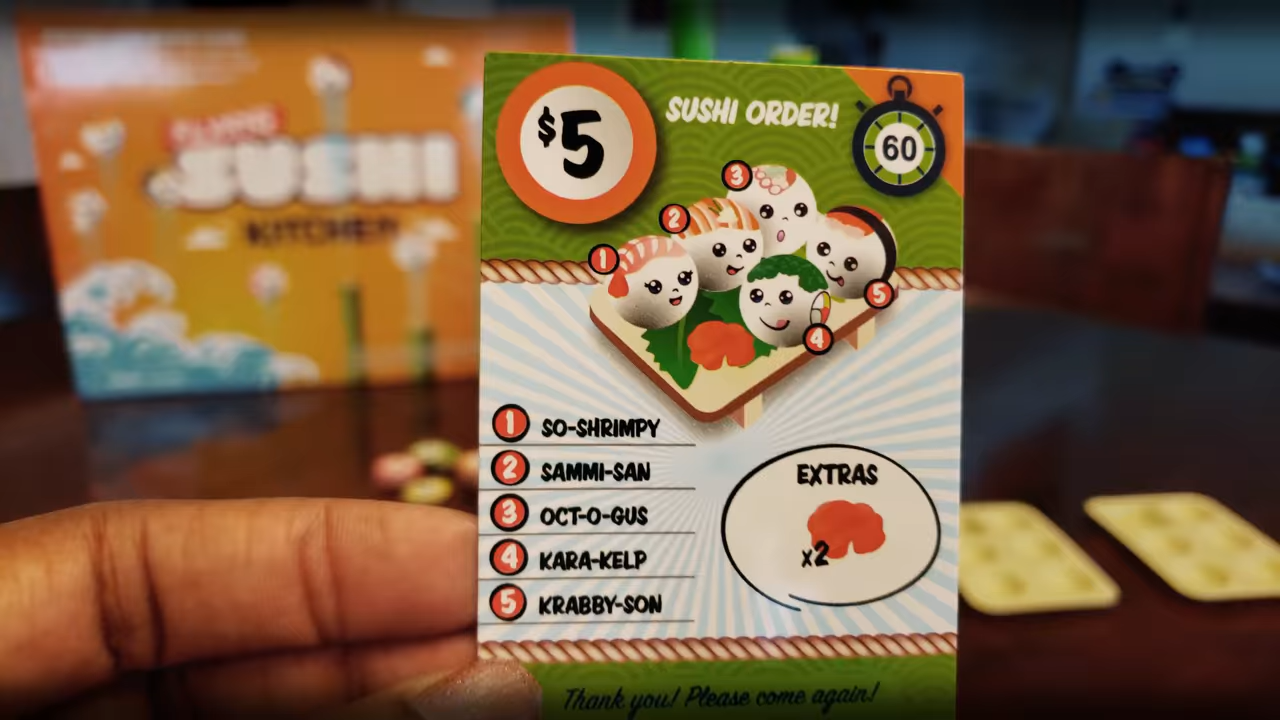 SUSHI
KITCHEN
$5
SUSHI ORDER!
60
3
2
1
5
4
1 SO-SHRIMPY
2 SAMMI-SAN
3 OCT-O-GUS
4 KARA-KELP
5 KRABBY-SON
EXTRAS
x2
Thank you! Please come again!